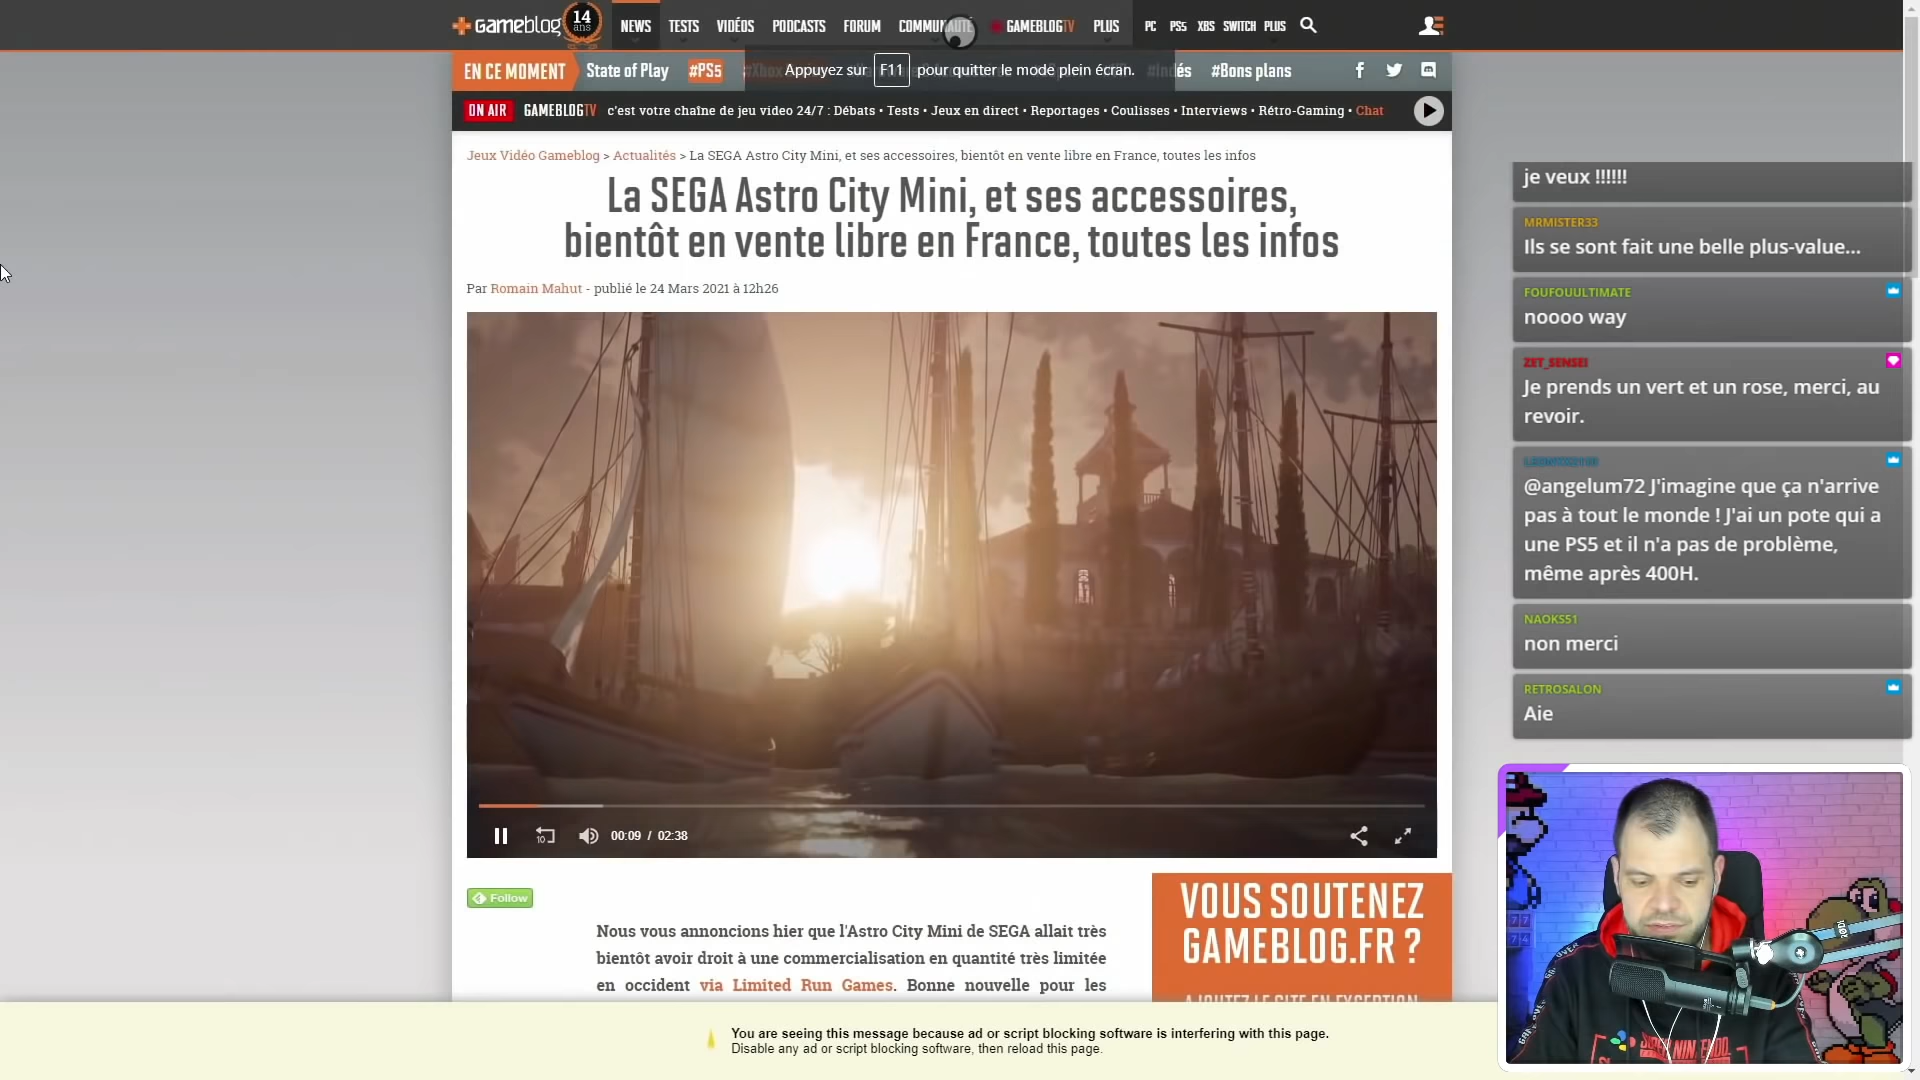 gameblog
14
ans
NEWS TESTS VIDÉOS PODCASTS FORUM COMMUNAUTÉ GAMEBLOGTV PLUS PC PS5 XBS SWITCH PLUS
EN CE MOMENT State of Play #PS5 Appuyez sur F11 pour quitter le mode plein écran. #Indés #Bons plans
ON AIR GAMEBLOGTV c'est votre chaîne de jeu video 24/7 : Débats • Tests • Jeux en direct • Reportages • Coulisses • Interviews • Rétro-Gaming • Chat
Jeux Vidéo Gameblog > Actualités > La SEGA Astro City Mini, et ses accessoires, bientôt en vente libre en France, toutes les infos
La SEGA Astro City Mini, et ses accessoires,
bientôt en vente libre en France, toutes les infos
Par Romain Mahut - publié le 24 Mars 2021 à 12h26
10 00:09 / 02:38
Follow
Nous vous annoncions hier que l'Astro City Mini de SEGA allait très
bientôt avoir droit à une commercialisation en quantité très limitée
en occident via Limited Run Games. Bonne nouvelle pour les
VOUS SOUTENEZ
GAMEBLOG.FR ?
AJOUTEZ LE SITE EN EXCEPTION
You are seeing this message because ad or script blocking software is interfering with this page.
Disable any ad or script blocking software, then reload this page.
je veux !!!!!!
MRMISTER33
Ils se sont fait une belle plus-value...
FOUFOUULTIMATE
noooo way
ZET_SENSEI
Je prends un vert et un rose, merci, au
revoir.
@angelum72 J'imagine que ça n'arrive
pas à tout le monde ! J'ai un pote qui a
une PS5 et il n'a pas de problème,
même après 400H.
NAOKS51
non merci
RETROSALON
Aie